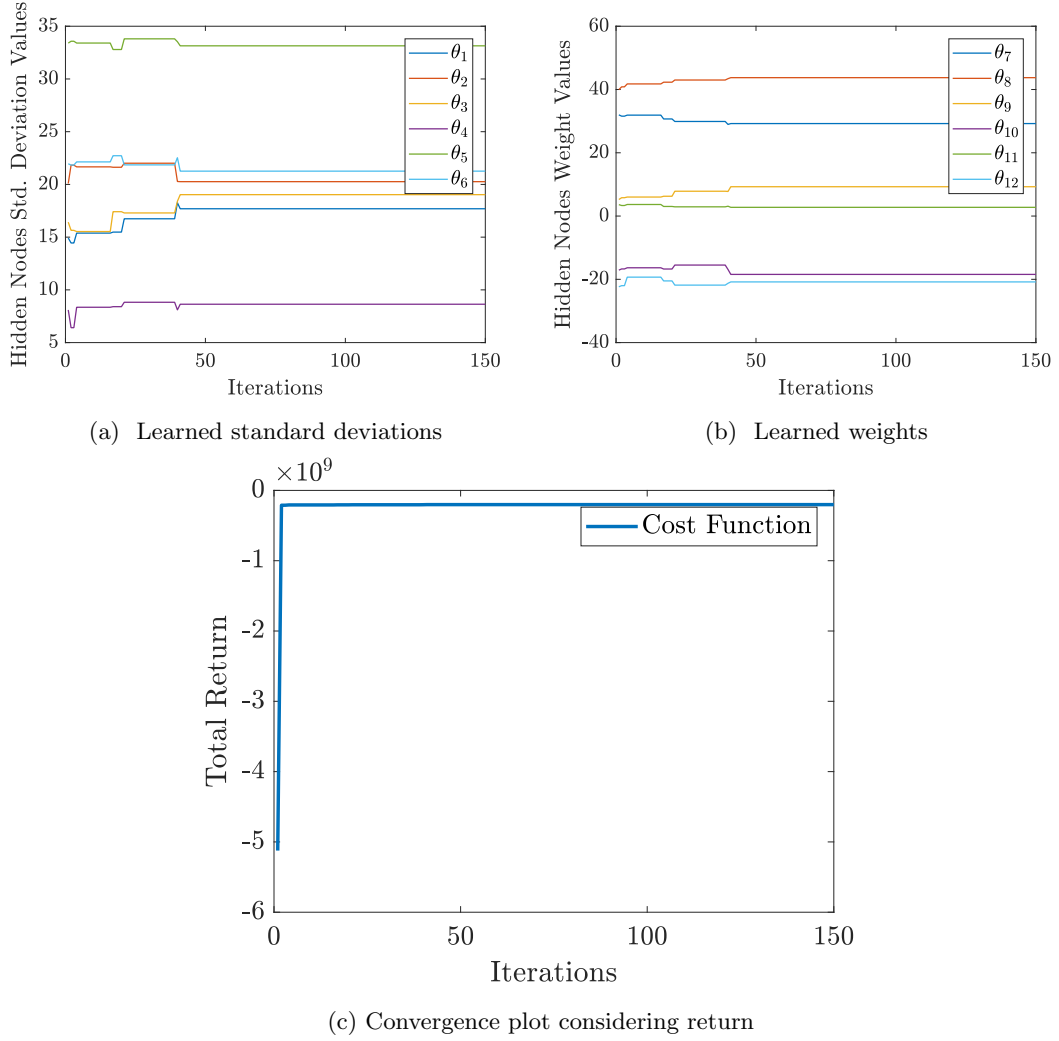 Hidden Nodes Std. Deviation Values
35
30
25
20
15
10
5
0
50
100
150
Iterations
θ1
θ2
θ3
θ4
θ5
θ6
(a) Learned standard deviations
Hidden Nodes Weight Values
60
40
20
0
-20
-40
0
50
100
150
Iterations
θ7
θ8
θ9
θ10
θ11
θ12
(b) Learned weights
×10^9
Total Return
0
-1
-2
-3
-4
-5
-6
0
50
100
150
Iterations
Cost Function
(c) Convergence plot considering return